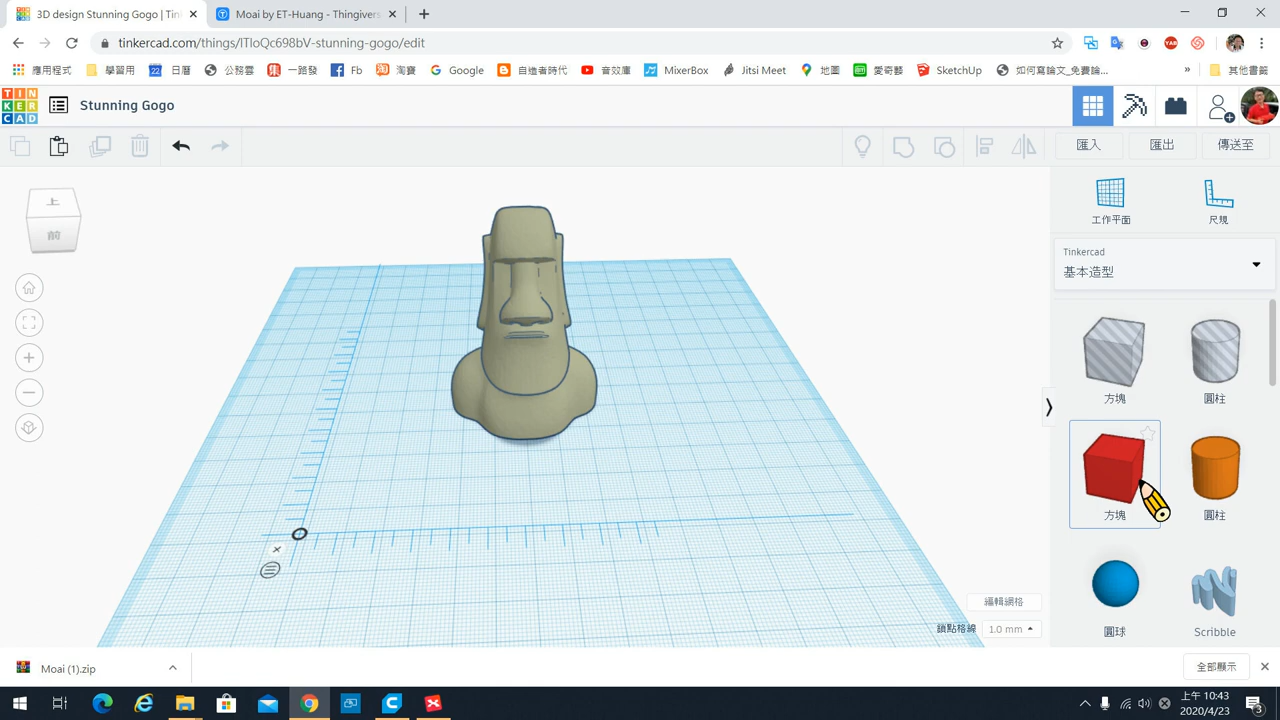 3D design Stunning Gogo | Tin
Moai by ET-Huang - Thingivers
tinkercad.com/things/lTIoQc698bV-stunning-gogo/edit
應用程式
學習用
22
日曆
公務雲
集
一路發
Fb
淘宝
淘寶
Google
自造者時代
音效庫
MixerBox
Jitsi Meet
地圖
愛奇藝
SketchUp
如何寫論文_免費論...
»
其他書籤
TIN
KER
CAD
Stunning Gogo
匯入
匯出
傳送至
上
前
工作平面
尺規
Tinkercad
基本造型
方塊
圓柱
方塊
圓柱
圓球
Scribble
編輯網格
鎖點格線
1.0 mm
Moai (1).zip
全部顯示
上午 10:43
2020/4/23
3